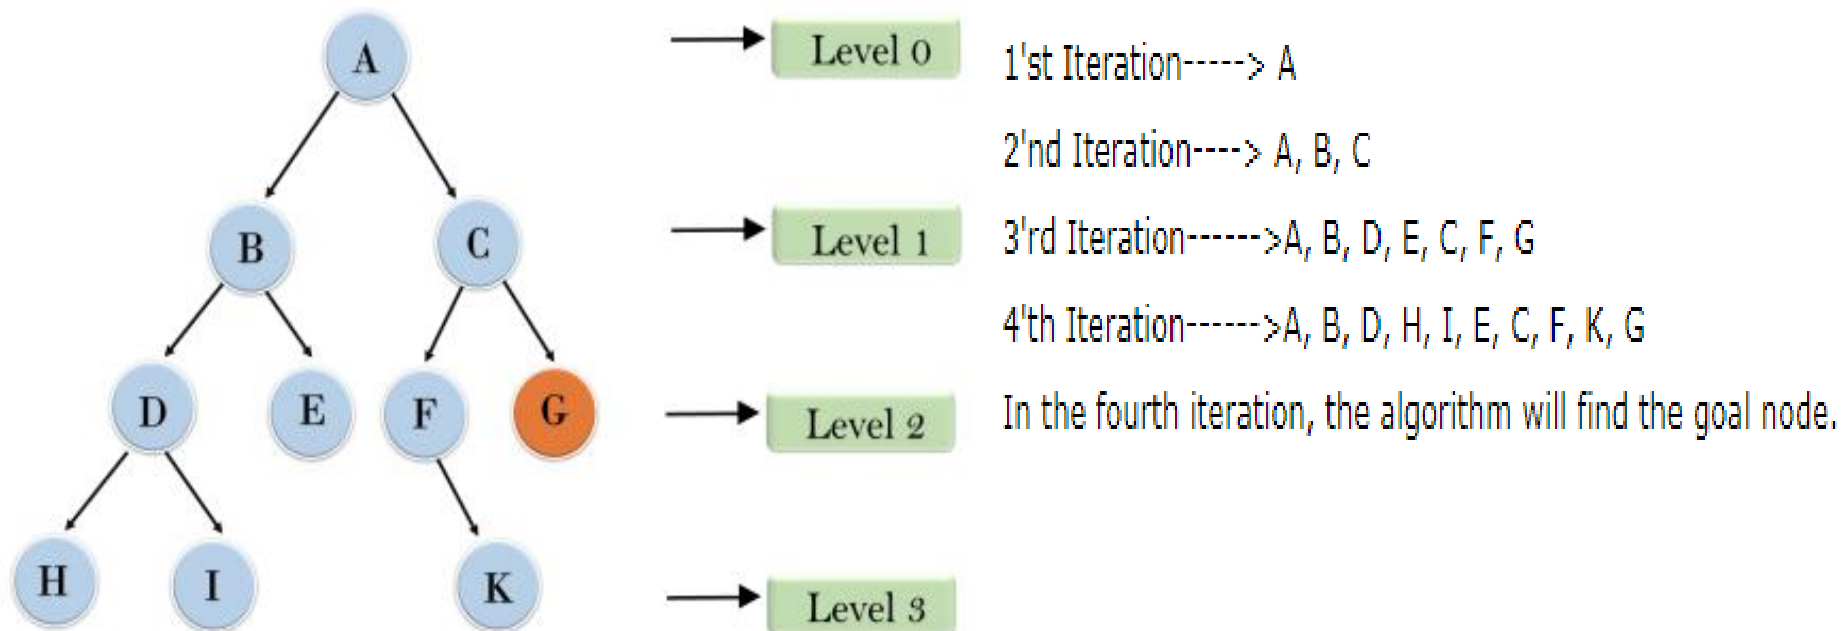 A
Level 0
1'st Iteration-----> A
2'nd Iteration----> A, B, C
B
C
Level 1
3'rd Iteration------>A, B, D, E, C, F, G
4'th Iteration------>A, B, D, H, I, E, C, F, K, G
D
E
F
G
Level 2
In the fourth iteration, the algorithm will find the goal node.
H
I
K
Level 3